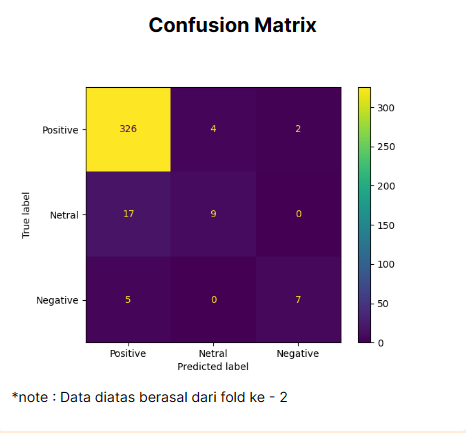 Confusion Matrix
Positive 326 4 2
Netral 17 9 0
Negative 5 0 7
True label
Positive Netral Negative
Predicted label
300
250
200
150
100
50
0
*note : Data diatas berasal dari fold ke - 2